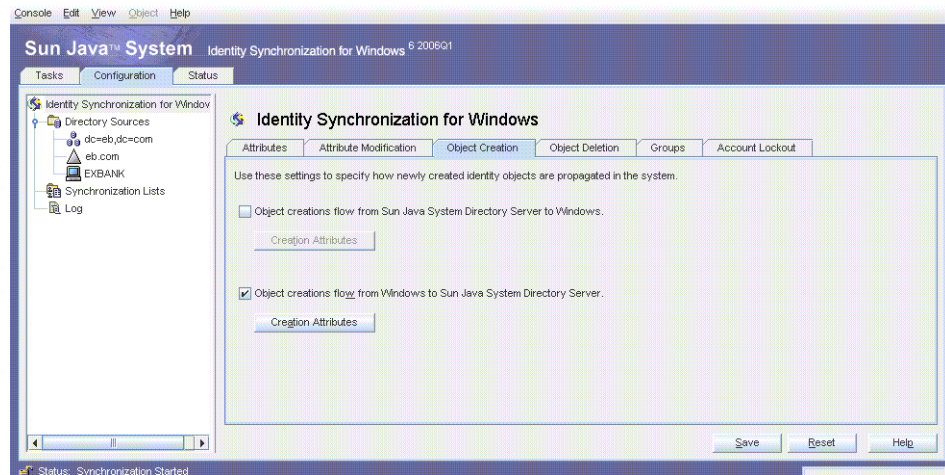 Console Edit View Object Help
Sun Java™ System Identity Synchronization for Windows 6 2006Q1
Tasks Configuration Status
Identity Synchronization for Window
Directory Sources
dc=eb,dc=com
eb.com
EXBANK
Synchronization Lists
Log
Identity Synchronization for Windows
Attributes Attribute Modification Object Creation Object Deletion Groups Account Lockout
Use these settings to specify how newly created identity objects are propagated in the system.
Object creations flow from Sun Java System Directory Server to Windows.
Creation Attributes
Object creations flow from Windows to Sun Java System Directory Server.
Creation Attributes
Save Reset Help
Status: Synchronization Started